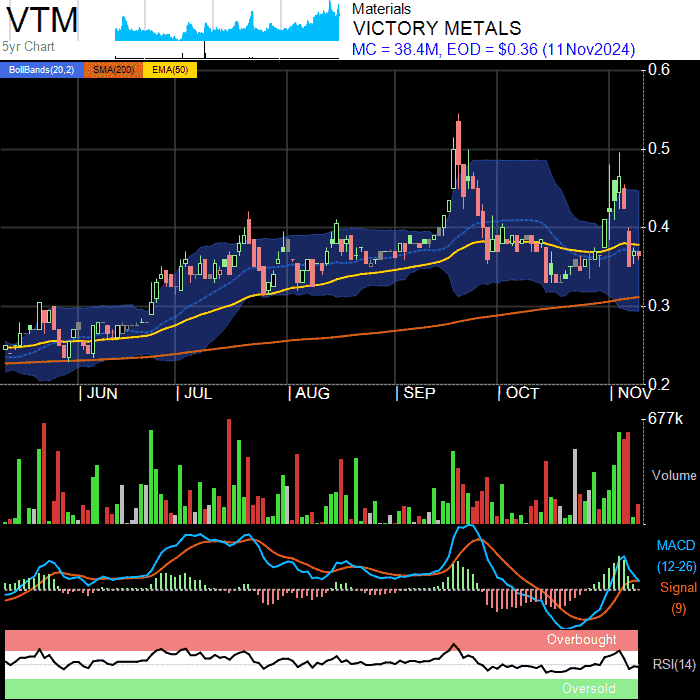 VTM
5yr Chart
Materials
VICTORY METALS
MC = 38.4M, EOD = $0.36 (11Nov2024)
BollBands(20,2) SMA(200) EMA(50)
0.6
0.5
0.4
0.3
0.2
JUN JUL AUG SEP OCT NOV
677k
Volume
MACD
(12-26)
Signal
(9)
Overbought
RSI(14)
Oversold